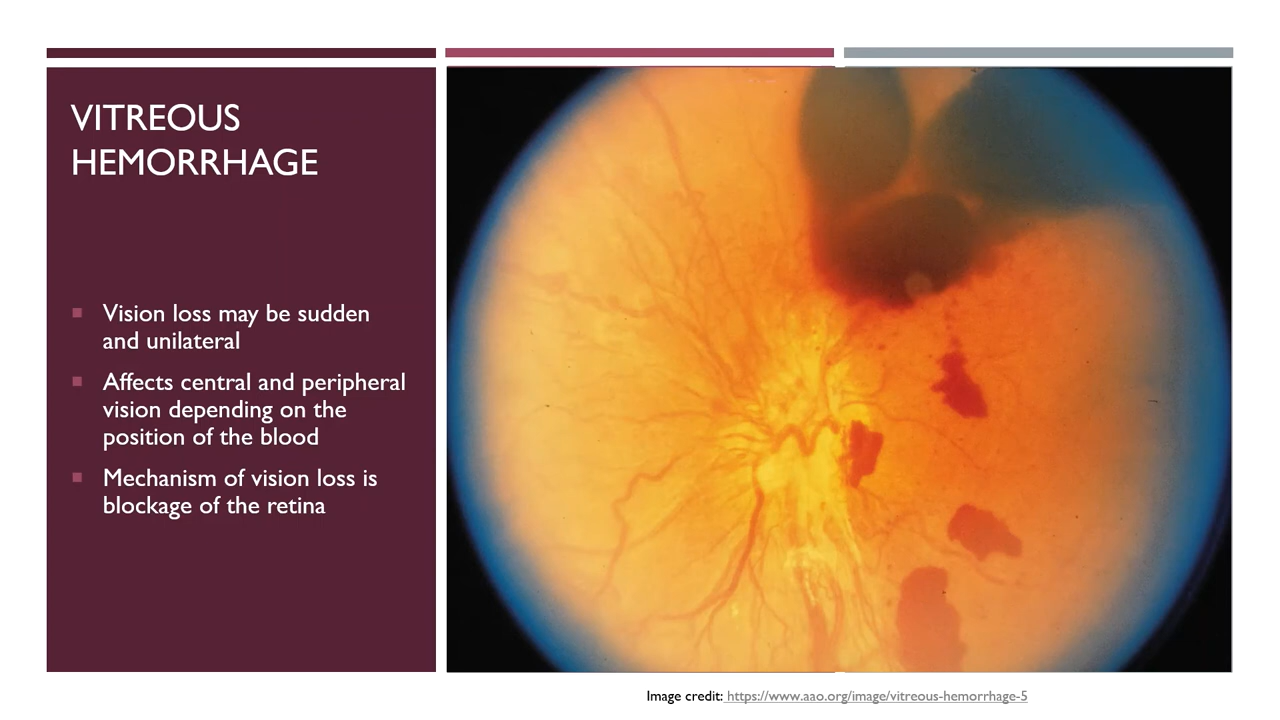 VITREOUS
HEMORRHAGE
Vision loss may be sudden
and unilateral
Affects central and peripheral
vision depending on the
position of the blood
Mechanism of vision loss is
blockage of the retina
Image credit: https://www.aao.org/image/vitreous-hemorrhage-5